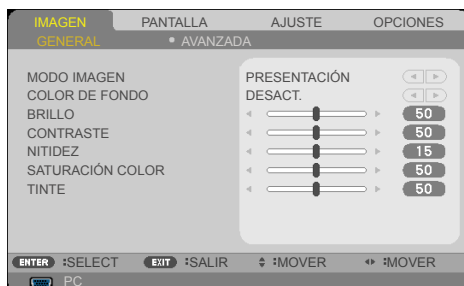 IMAGEN PANTALLA AJUSTE OPCIONES
GENERAL • AVANZADA
MODO IMAGEN PRESENTACIÓN
COLOR DE FONDO DESACT.
BRILLO 50
CONTRASTE 50
NITIDEZ 15
SATURACIÓN COLOR 50
TINTE 50
ENTER :SELECT EXIT :SALIR :MOVER :MOVER
PC